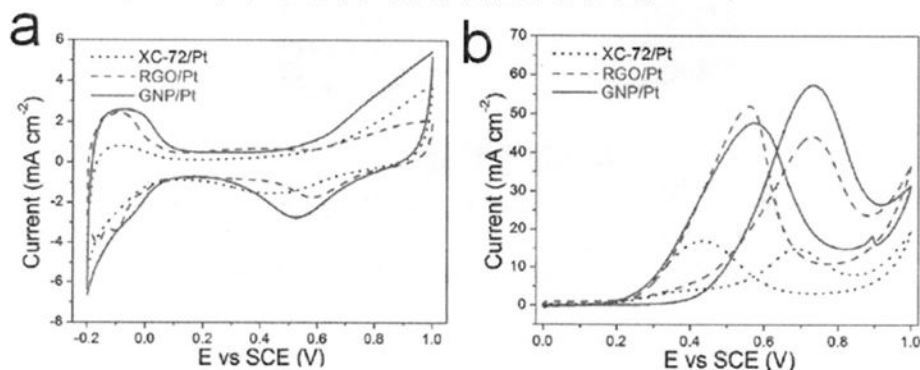 a
6
4
2
0
-2
-4
-6
-8
Current (mA cm⁻²)
XC-72/Pt
RGO/Pt
GNP/Pt
-0.2 0.0 0.2 0.4 0.6 0.8 1.0
E vs SCE (V)
b
70
60
50
40
30
20
10
0
Current (mA cm⁻²)
XC-72/Pt
RGO/Pt
GNP/Pt
0.0 0.2 0.4 0.6 0.8 1.0
E vs SCE (V)